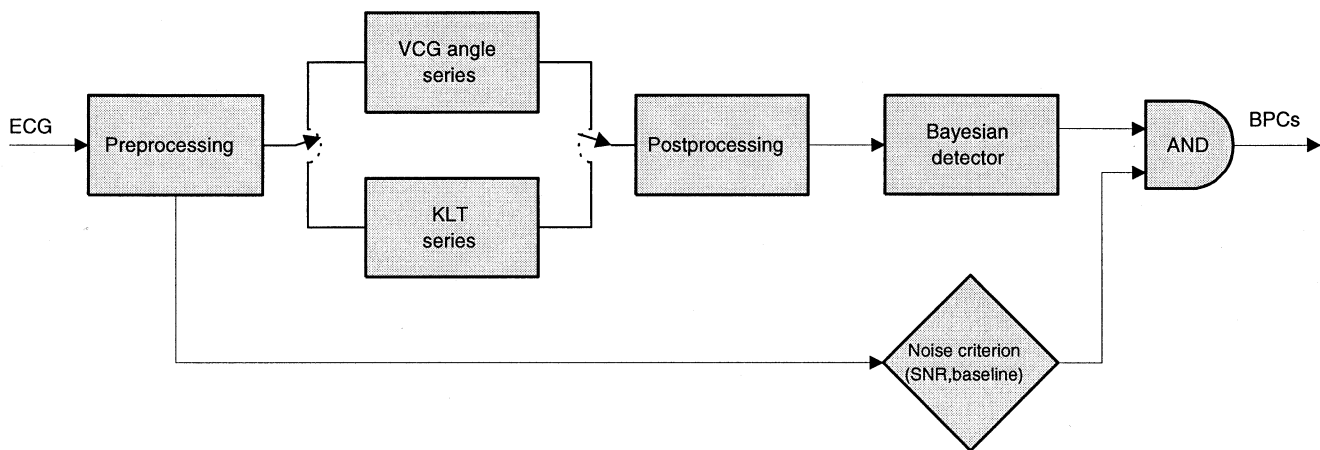 ECG
Preprocessing
VCG angle
series
KLT
series
Postprocessing
Bayesian
detector
AND
BPCs
Noise criterion
(SNR,baseline)